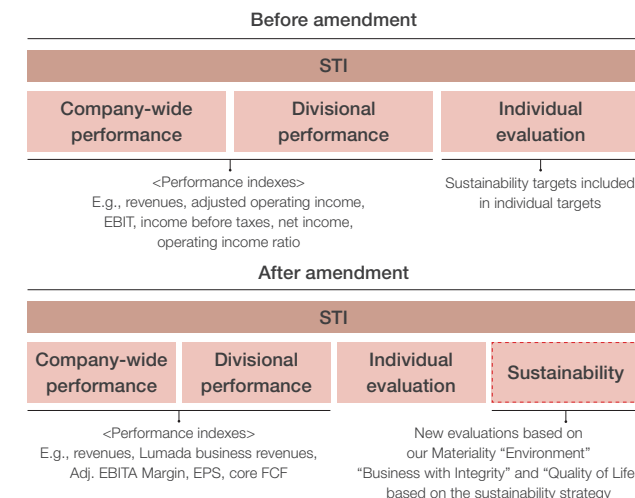 Before amendment
STI
Company-wide performance
Divisional performance
Individual evaluation
<Performance indexes>
E.g., revenues, adjusted operating income,
EBIT, income before taxes, net income,
operating income ratio
Sustainability targets included
in individual targets
After amendment
STI
Company-wide performance
Divisional performance
Individual evaluation
Sustainability
<Performance indexes>
E.g., revenues, Lumada business revenues,
Adj. EBITA Margin, EPS, core FCF
New evaluations based on
our Materiality “Environment”
“Business with Integrity” and “Quality of Life
based on the sustainability strategy